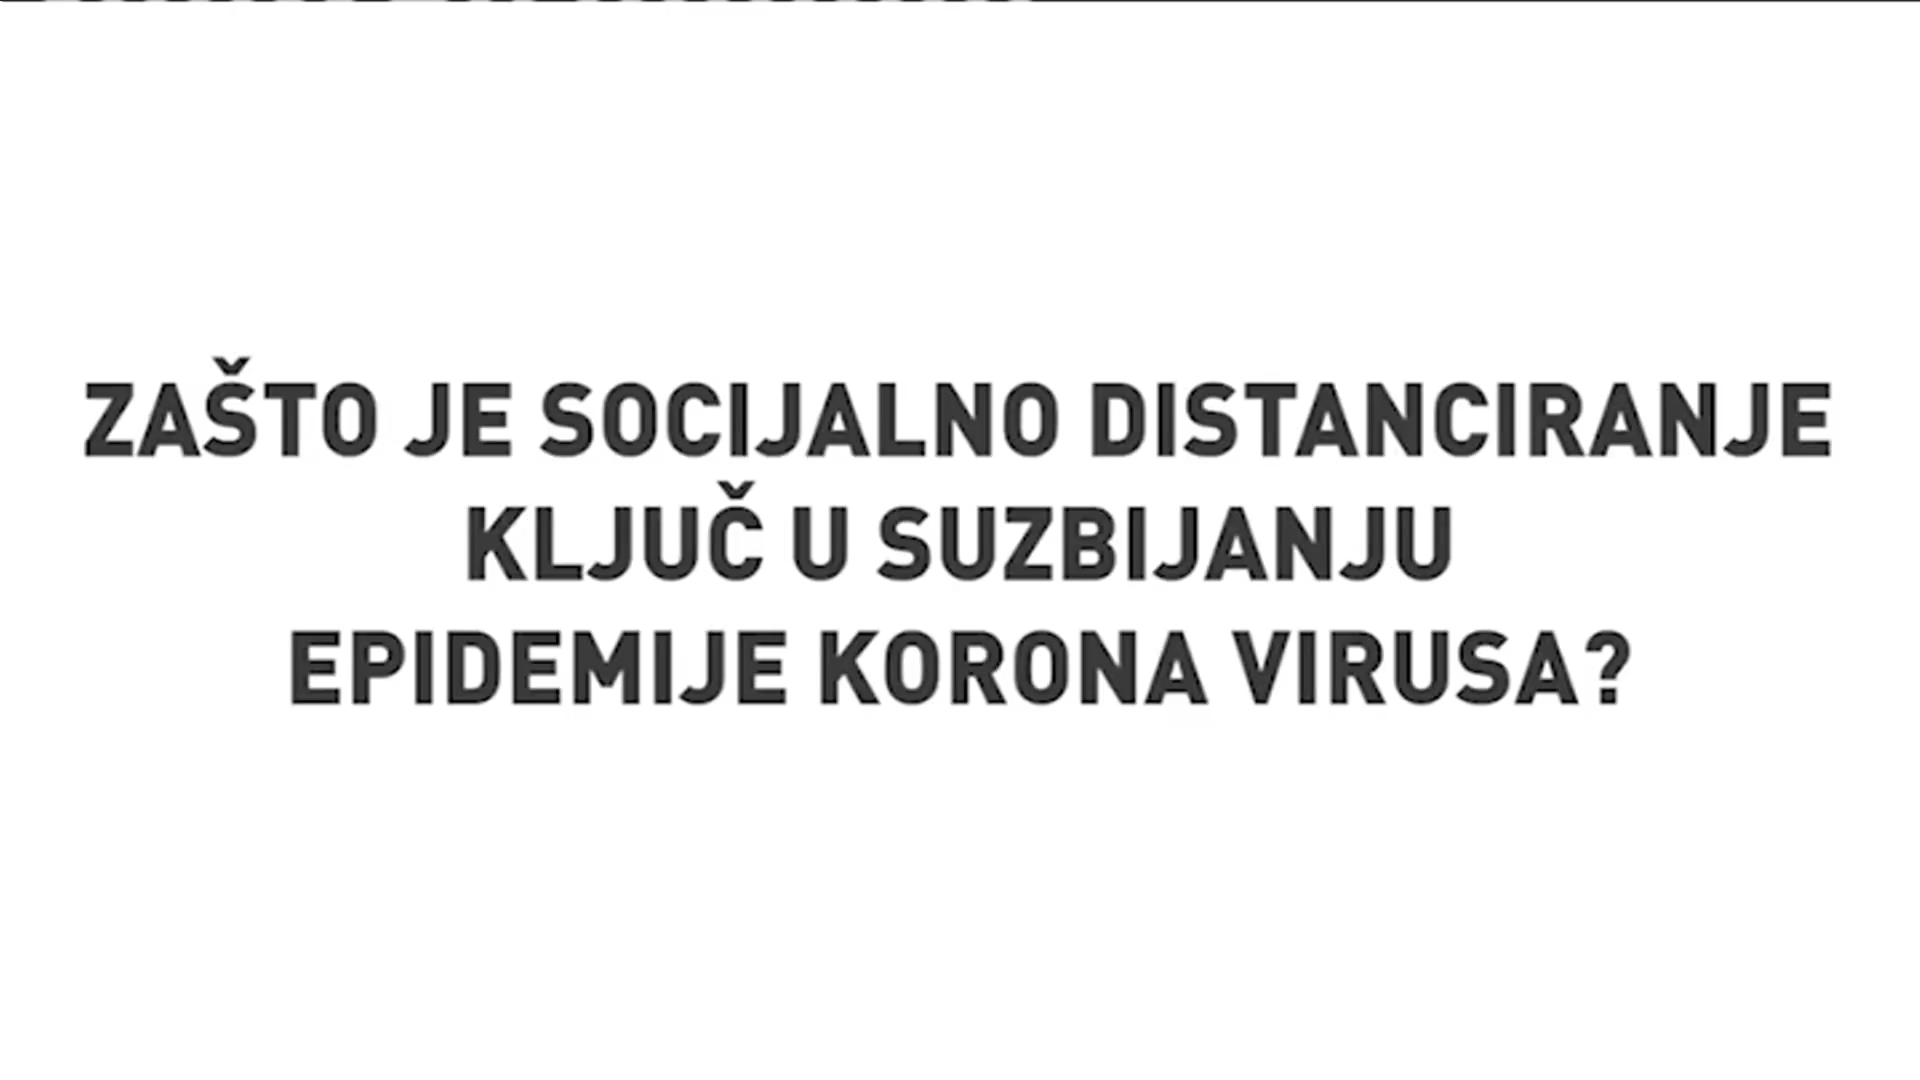 ZAŠTO JE SOCIJALNO DISTANCIRANJE
KLJUČ U SUZBIJANJU
EPIDEMIJE KORONA VIRUSA?